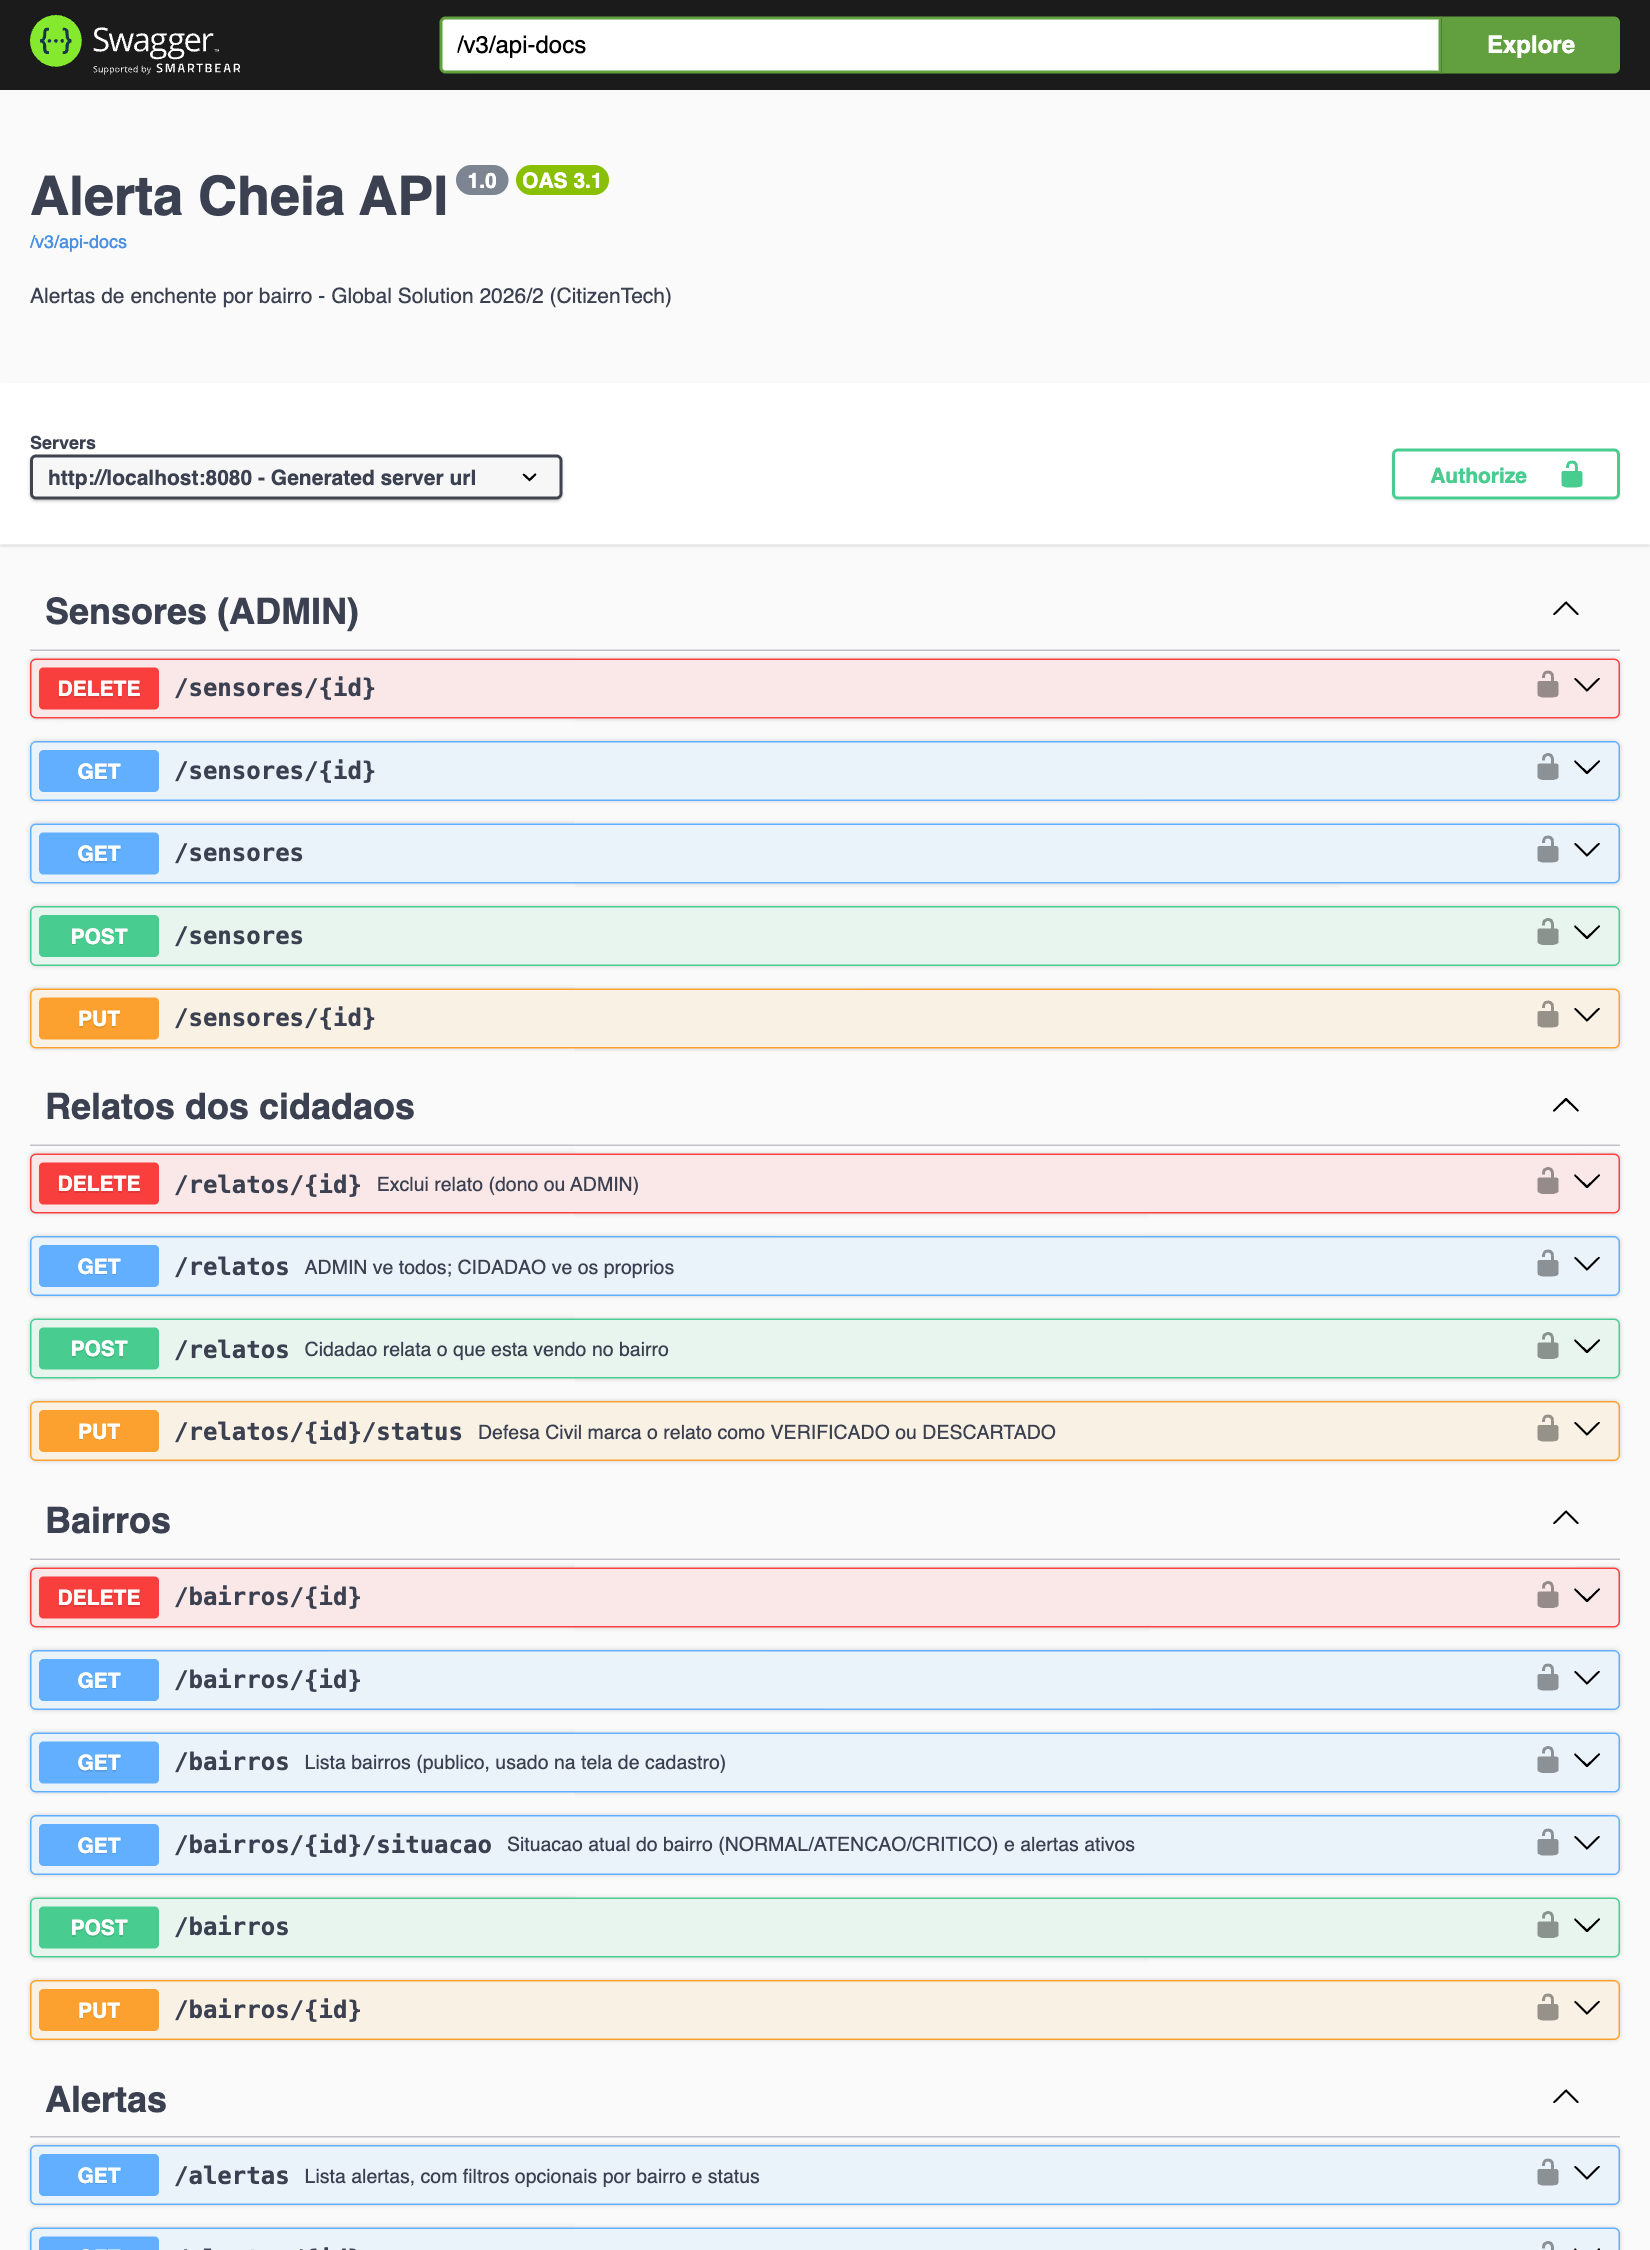 Swagger
Supported by SMARTBEAR
/v3/api-docs
Explore
Alerta Cheia API 1.0 OAS 3.1
/v3/api-docs
Alertas de enchente por bairro - Global Solution 2026/2 (CitizenTech)
Servers
http://localhost:8080 - Generated server url
Authorize
Sensores (ADMIN)
DELETE /sensores/{id}
GET /sensores/{id}
GET /sensores
POST /sensores
PUT /sensores/{id}
Relatos dos cidadaos
DELETE /relatos/{id} Exclui relato (dono ou ADMIN)
GET /relatos ADMIN ve todos; CIDADAO ve os proprios
POST /relatos Cidadao relata o que esta vendo no bairro
PUT /relatos/{id}/status Defesa Civil marca o relato como VERIFICADO ou DESCARTADO
Bairros
DELETE /bairros/{id}
GET /bairros/{id}
GET /bairros Lista bairros (publico, usado na tela de cadastro)
GET /bairros/{id}/situacao Situacao atual do bairro (NORMAL/ATENCAO/CRITICO) e alertas ativos
POST /bairros
PUT /bairros/{id}
Alertas
GET /alertas Lista alertas, com filtros opcionais por bairro e status